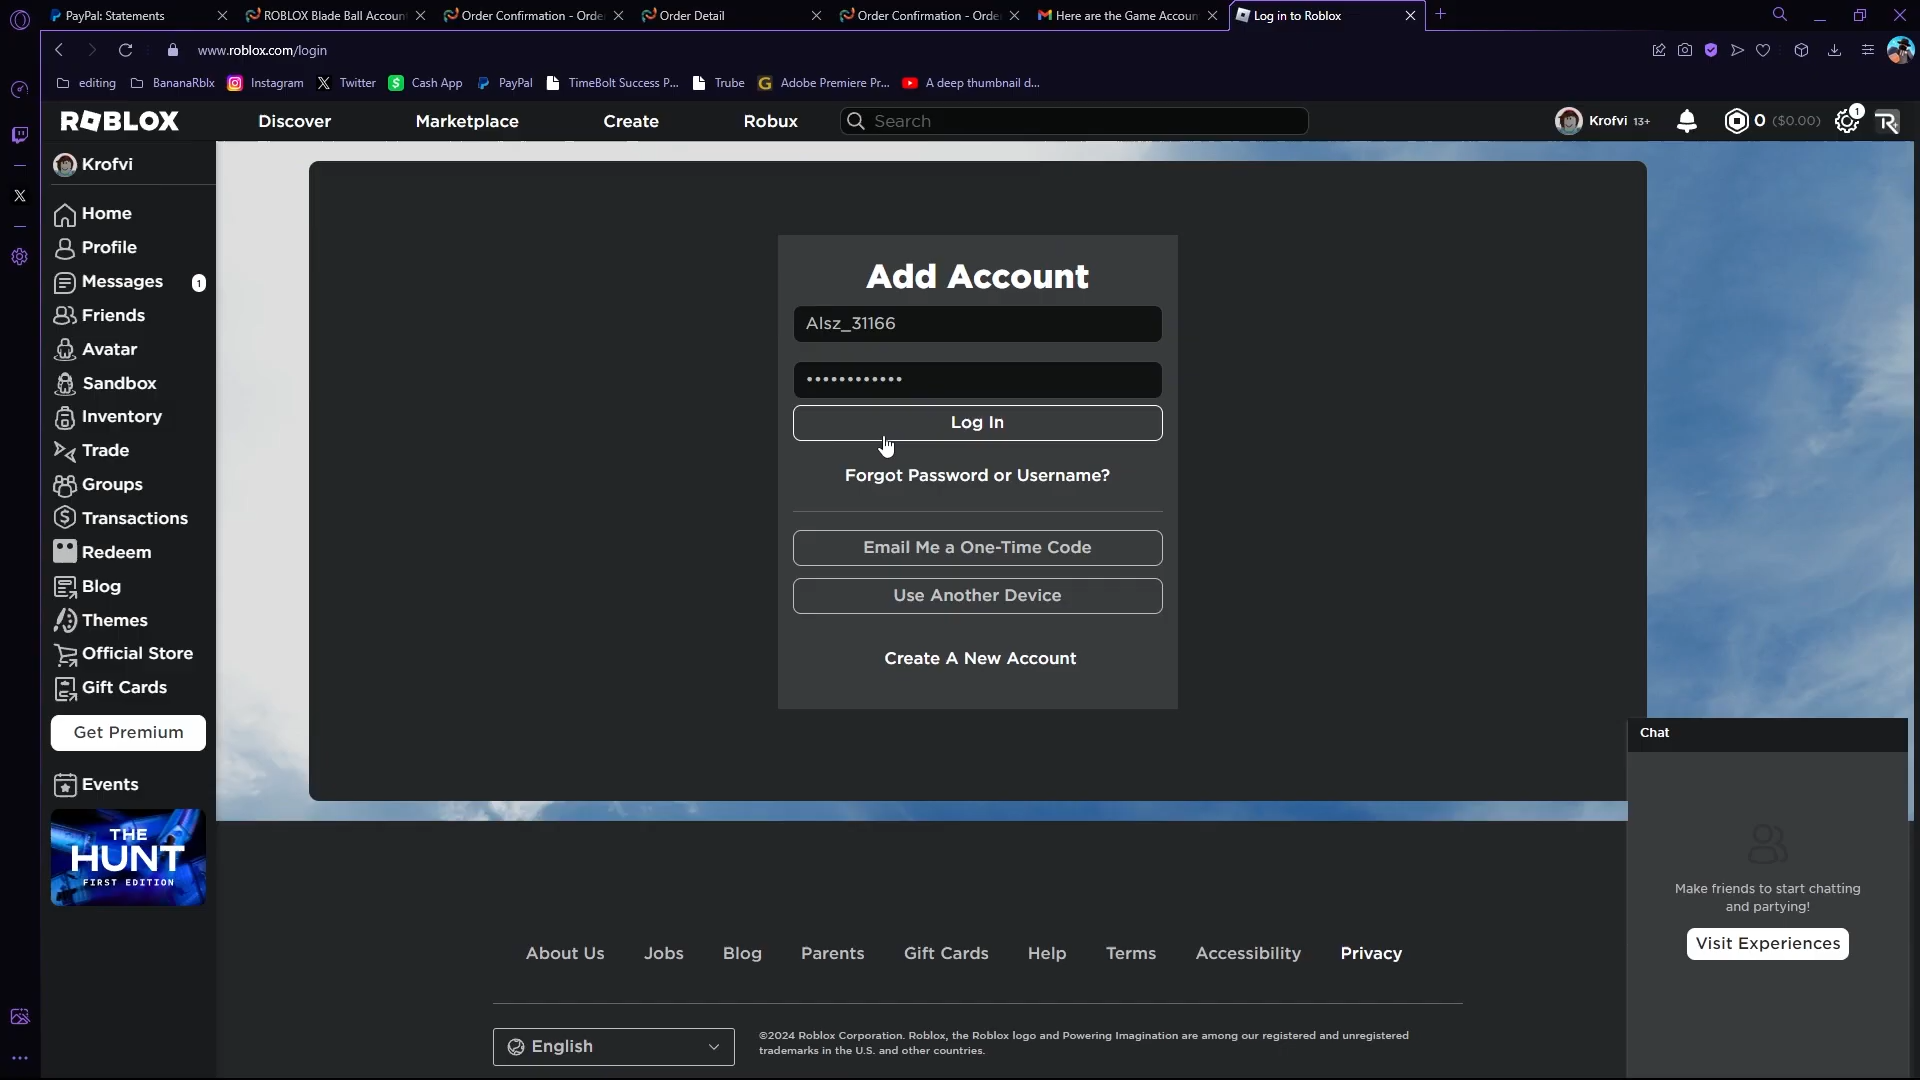 PayPal: Statements
ROBLOX Blade Ball Accoun
Order Confirmation - Orde
Order Detail
Order Confirmation - Orde
Here are the Game Accoun
Log in to Roblox
www.roblox.com/login
editing
BananaRblx
Instagram
Twitter
Cash App
PayPal
TimeBolt Success P...
Trube
Adobe Premiere Pr...
A deep thumbnail d...
ROBLOX
Discover
Marketplace
Create
Robux
Search
Krofvi 13+
0 ($0.00)
1
Krofvi
Home
Profile
Messages 1
Friends
Avatar
Sandbox
Inventory
Trade
Groups
Transactions
Redeem
Blog
Themes
Official Store
Gift Cards
Get Premium
Events
THE
HUNT
FIRST EDITION
Add Account
Alsz_31166
••••••••••••
Log In
Forgot Password or Username?
Email Me a One-Time Code
Use Another Device
Create A New Account
Chat
Make friends to start chatting
and partying!
Visit Experiences
About Us
Jobs
Blog
Parents
Gift Cards
Help
Terms
Accessibility
Privacy
English
©2024 Roblox Corporation. Roblox, the Roblox logo and Powering Imagination are among our registered and unregistered
trademarks in the U.S. and other countries.